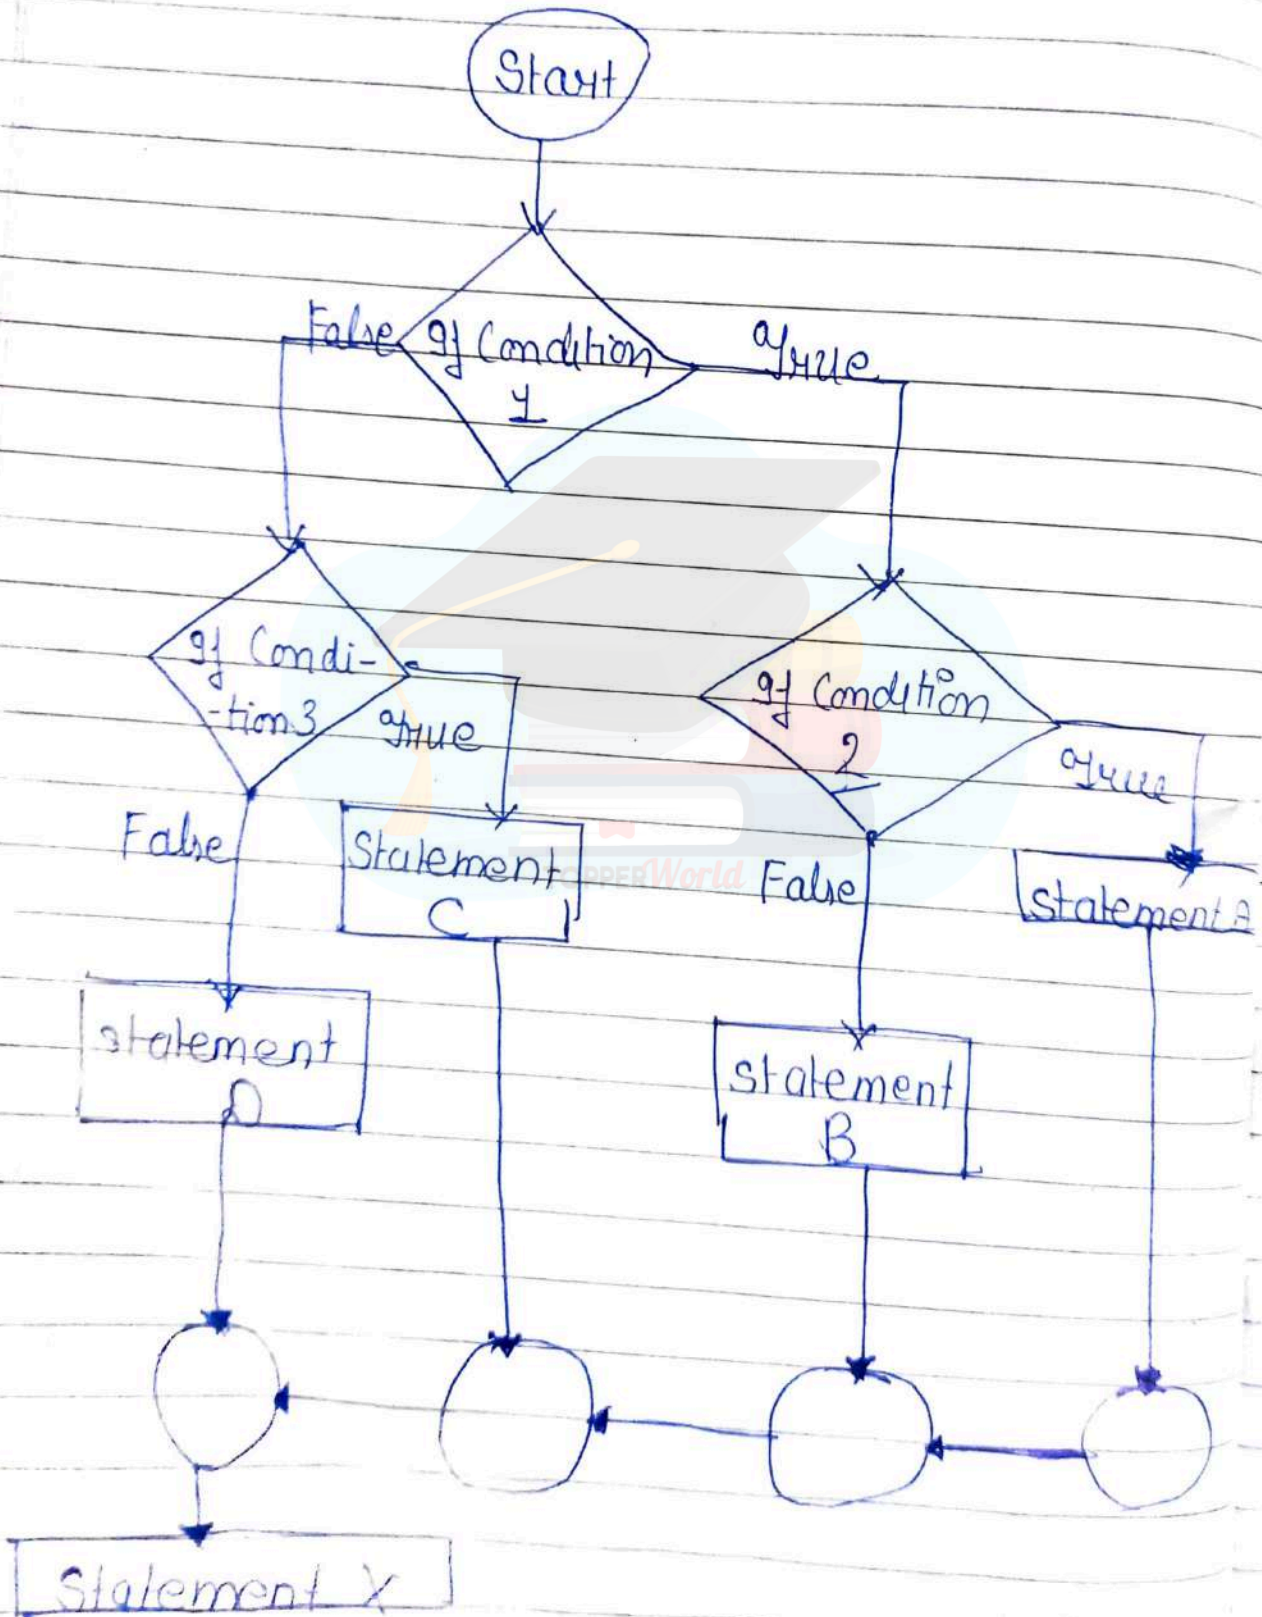 Start
False
If Condition
1
True
If Condi-
-tion 3
True
If Condition
2
True
False
Statement
C
TOPPERWorld
False
Statement A
statement
D
Statement
B
Statement X